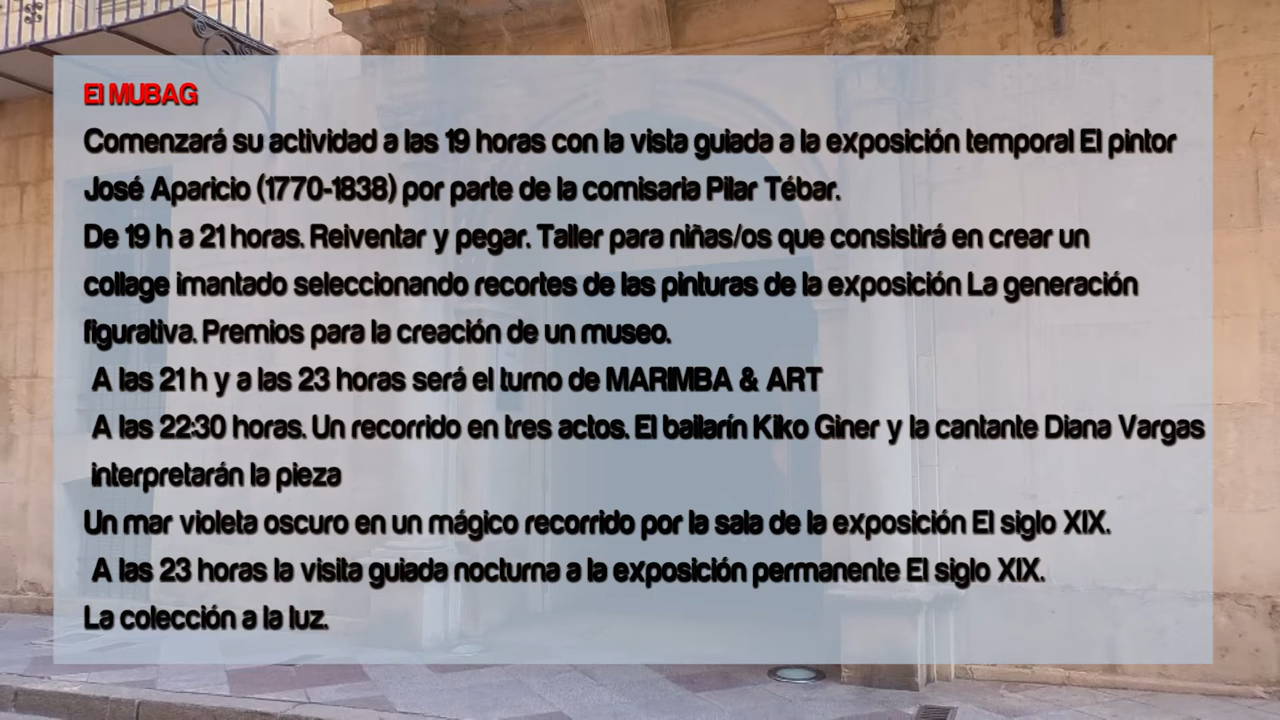 El MUBAG
Comenzará su actividad a las 19 horas con la vista guiada a la exposición temporal El pintor
José Aparicio (1770-1838) por parte de la comisaria Pilar Tébar.
De 19 h a 21 horas. Reiventar y pegar. Taller para niñas/os que consistirá en crear un
collage imantado seleccionando recortes de las pinturas de la exposición La generación
figurativa. Premios para la creación de un museo.
A las 21 h y a las 23 horas será el turno de MARIMBA & ART
A las 22:30 horas. Un recorrido en tres actos. El bailarín Kiko Giner y la cantante Diana Vargas
interpretarán la pieza
Un mar violeta oscuro en un mágico recorrido por la sala de la exposición El siglo XIX.
A las 23 horas la visita guiada nocturna a la exposición permanente El siglo XIX.
La colección a la luz.